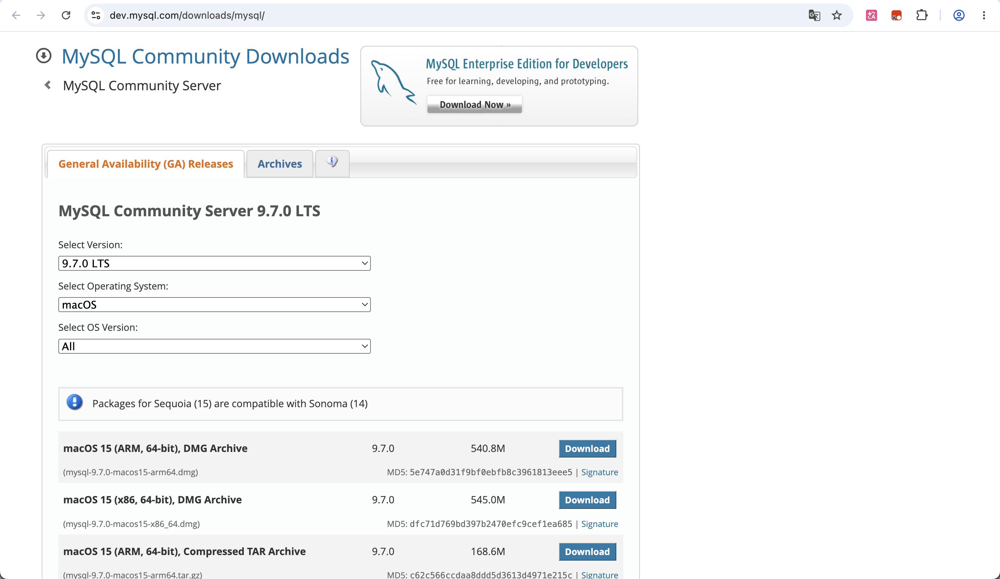 dev.mysql.com/downloads/mysql/
MySQL Community Downloads
MySQL Community Server
MySQL Enterprise Edition for Developers
Free for learning, developing, and prototyping.
Download Now »
General Availability (GA) Releases
Archives
MySQL Community Server 9.7.0 LTS
Select Version:
9.7.0 LTS
Select Operating System:
macOS
Select OS Version:
All
Packages for Sequoia (15) are compatible with Sonoma (14)
macOS 15 (ARM, 64-bit), DMG Archive 9.7.0 540.8M Download
(mysql-9.7.0-macos15-arm64.dmg) MD5: 5e747a0d31f9bf0ebfb8c3961813eee5 | Signature
macOS 15 (x86, 64-bit), DMG Archive 9.7.0 545.0M Download
(mysql-9.7.0-macos15-x86_64.dmg) MD5: dfc71d769bd397b2470efc9cef1ea685 | Signature
macOS 15 (ARM, 64-bit), Compressed TAR Archive 9.7.0 168.6M Download
(mysql-9.7.0-macos15-arm64.tar.gz) MD5: c62c566ccdaa8ddd5d3613d4971e215c | Signature